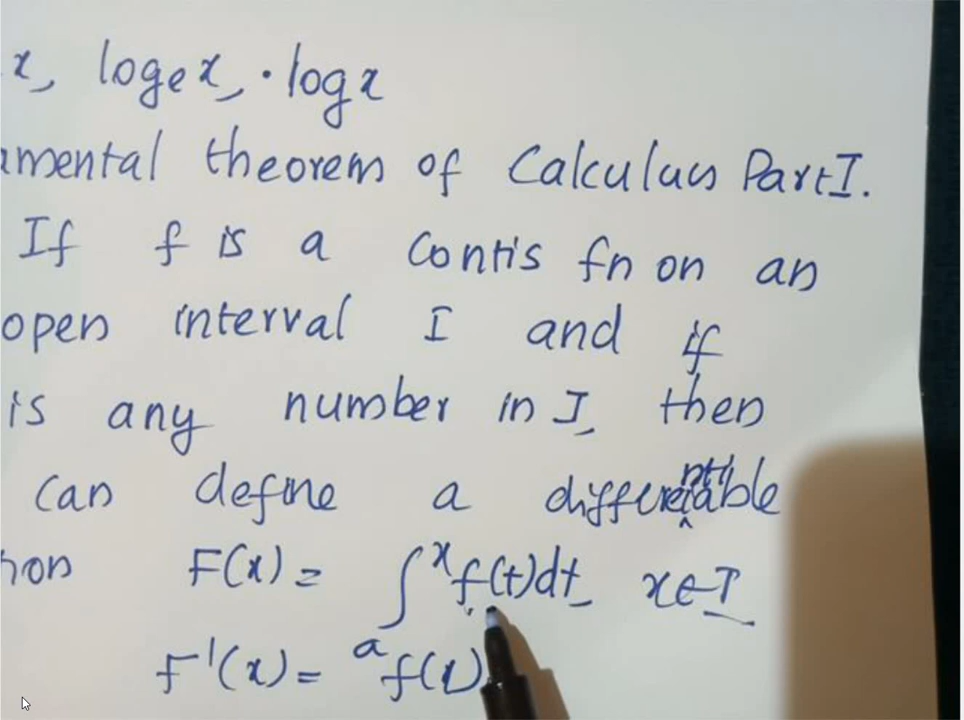 x, logex, . logx
amental theorem of Calculus Part I.
If f is a contis fn on an
open interval I and if
is any number in I, then
can define a differentiable
F(x) = ∫ₐˣ f(t)dt, x∈I
F'(x) = f(x)